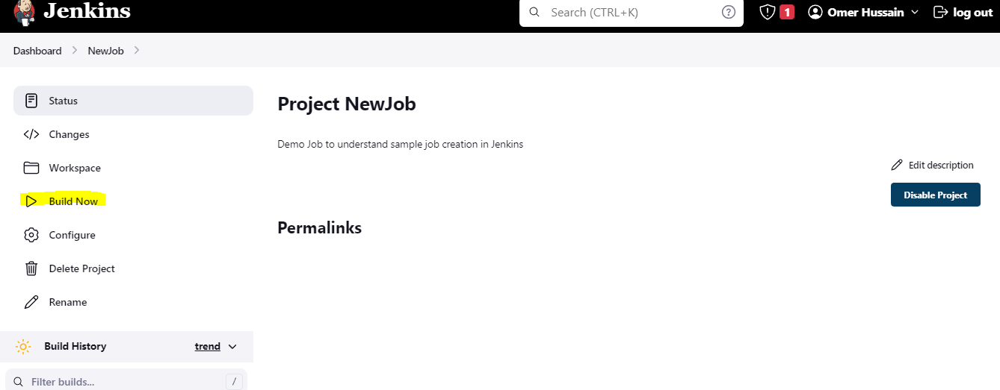 Jenkins
Search (CTRL+K)
?
1
Omer Hussain
log out
Dashboard
NewJob
Status
Changes
Workspace
Build Now
Configure
Delete Project
Rename
Build History
trend
Filter builds...
/
Project NewJob
Demo Job to understand sample job creation in Jenkins
Edit description
Disable Project
Permalinks